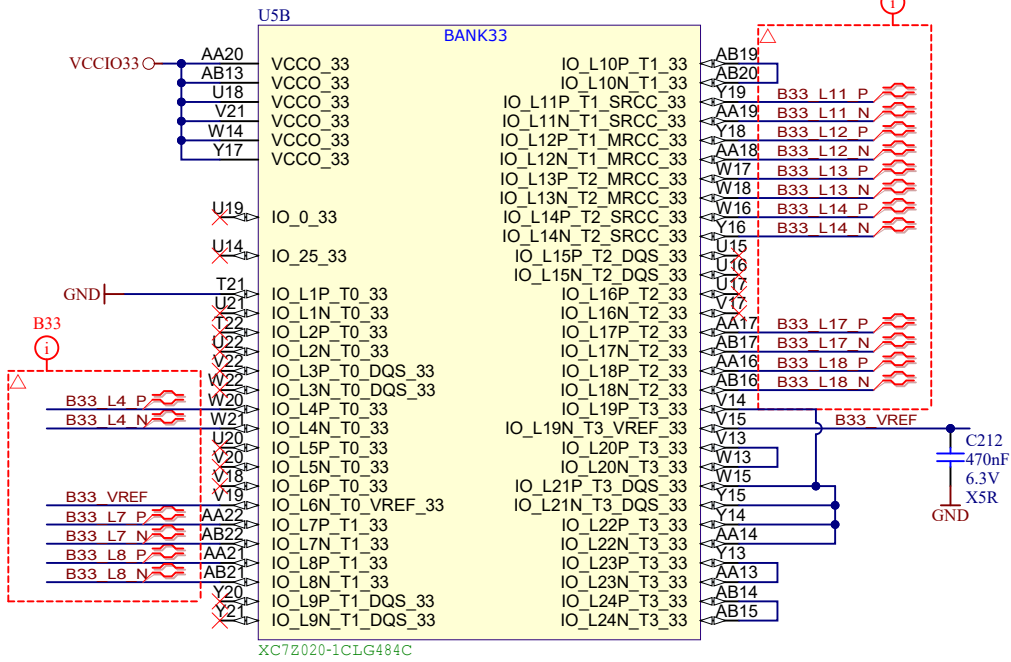 i
U5B
BANK33
VCCIO33
AA20 VCCO_33
AB13 VCCO_33
U18 VCCO_33
V21 VCCO_33
W14 VCCO_33
Y17 VCCO_33
U19 IO_0_33
U14 IO_25_33
GND T21 IO_L1P_T0_33
U21 IO_L1N_T0_33
T22 IO_L2P_T0_33
U22 IO_L2N_T0_33
V22 IO_L3P_T0_DQS_33
W22 IO_L3N_T0_DQS_33
B33
i
B33_L4_P W20 IO_L4P_T0_33
B33_L4_N W21 IO_L4N_T0_33
U20 IO_L5P_T0_33
V20 IO_L5N_T0_33
V18 IO_L6P_T0_33
B33_VREF V19 IO_L6N_T0_VREF_33
B33_L7_P AA22 IO_L7P_T1_33
B33_L7_N AB22 IO_L7N_T1_33
B33_L8_P AA21 IO_L8P_T1_33
B33_L8_N AB21 IO_L8N_T1_33
Y20 IO_L9P_T1_DQS_33
Y21 IO_L9N_T1_DQS_33
IO_L10P_T1_33 AB19
IO_L10N_T1_33 AB20
IO_L11P_T1_SRCC_33 Y19 B33_L11_P
IO_L11N_T1_SRCC_33 AA19 B33_L11_N
IO_L12P_T1_MRCC_33 Y18 B33_L12_P
IO_L12N_T1_MRCC_33 AA18 B33_L12_N
IO_L13P_T2_MRCC_33 W17 B33_L13_P
IO_L13N_T2_MRCC_33 W18 B33_L13_N
IO_L14P_T2_SRCC_33 W16 B33_L14_P
IO_L14N_T2_SRCC_33 Y16 B33_L14_N
IO_L15P_T2_DQS_33 U15
IO_L15N_T2_DQS_33 U16
IO_L16P_T2_33 U17
IO_L16N_T2_33 V17
IO_L17P_T2_33 AA17 B33_L17_P
IO_L17N_T2_33 AB17 B33_L17_N
IO_L18P_T2_33 AA16 B33_L18_P
IO_L18N_T2_33 AB16 B33_L18_N
IO_L19P_T3_33 V14
IO_L19N_T3_VREF_33 V15 B33_VREF
IO_L20P_T3_33 V13
IO_L20N_T3_33 W13
IO_L21P_T3_DQS_33 W15
IO_L21N_T3_DQS_33 Y15
IO_L22P_T3_33 Y14
IO_L22N_T3_33 AA14
IO_L23P_T3_33 Y13
IO_L23N_T3_33 AA13
IO_L24P_T3_33 AB14
IO_L24N_T3_33 AB15
C212
470nF
6.3V
X5R
GND
XC7Z020-1CLG484C